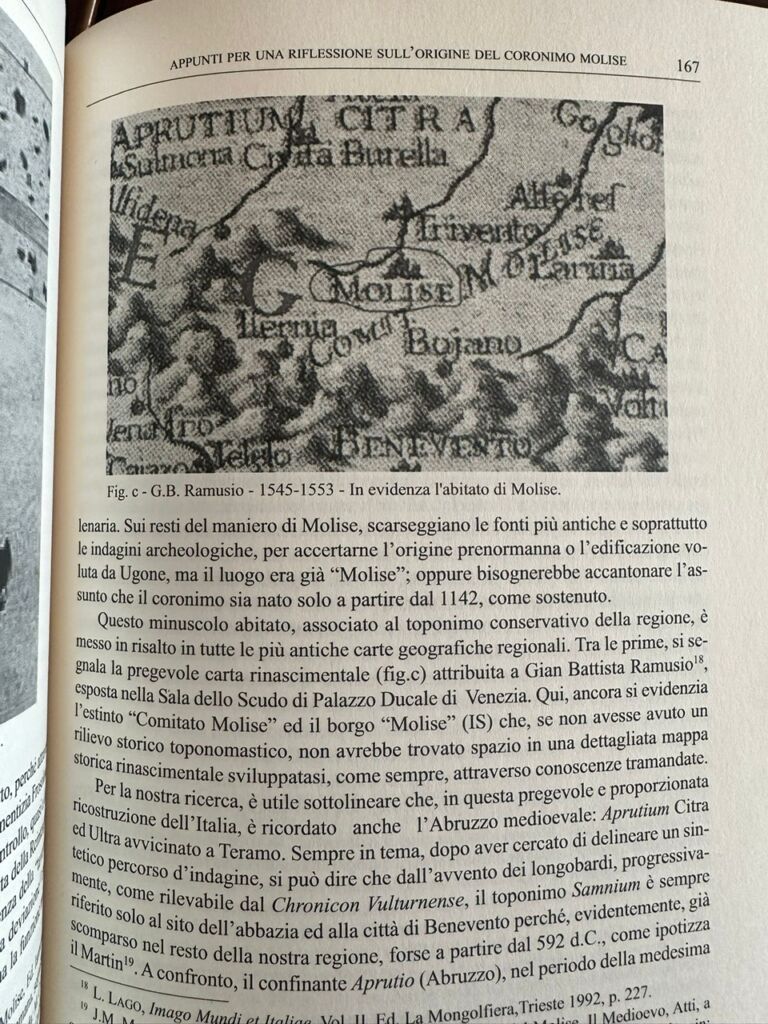 APPUNTI PER UNA RIFLESSIONE SULL'ORIGINE DEL CORONIMO MOLISE
167
APRUTIUM CITRA
Sulmona Civita Burella
Alfidena
Trivento
MOLISE
MOLISE
Larina
E G
COMIT
Bojano
BENEVENTO
Fig. c - G.B. Ramusio - 1545-1553 - In evidenza l'abitato di Molise.
lenaria. Sui resti del maniero di Molise, scarseggiano le fonti più antiche e soprattutto
le indagini archeologiche, per accertarne l'origine prenormanna o l'edificazione vo-
luta da Ugone, ma il luogo era già "Molise"; oppure bisognerebbe accantonare l'as-
sunto che il coronimo sia nato solo a partire dal 1142, come sostenuto.
Questo minuscolo abitato, associato al toponimo conservativo della regione, è
messo in risalto in tutte le più antiche carte geografiche regionali. Tra le prime, si se-
gnala la pregevole carta rinascimentale (fig.c) attribuita a Gian Battista Ramusio18,
esposta nella Sala dello Scudo di Palazzo Ducale di Venezia. Qui, ancora si evidenzia
l'estinto "Comitato Molise" ed il borgo "Molise" (IS) che, se non avesse avuto un
rilievo storico toponomastico, non avrebbe trovato spazio in una dettagliata mappa
storica rinascimentale sviluppatasi, come sempre, attraverso conoscenze tramandate.
Per la nostra ricerca, è utile sottolineare che, in questa pregevole e proporzionata
ricostruzione dell'Italia, è ricordato anche l'Abruzzo medioevale: Aprutium Citra
ed Ultra avvicinato a Teramo. Sempre in tema, dopo aver cercato di delineare un sin-
tetico percorso d'indagine, si può dire che dall'avvento dei longobardi, progressiva-
mente, come rilevabile dal Chronicon Vulturnense, il toponimo Samnium è sempre
riferito solo al sito dell'abbazia ed alla città di Benevento perché, evidentemente, già
scomparso nel resto della nostra regione, forse a partire dal 592 d.C., come ipotizza
il Martin19. A confronto, il confinante Aprutio (Abruzzo), nel periodo della medesima
18 L. LAGO, Imago Mundi et Italiae, Vol. II, Ed. La Mongolfiera, Trieste 1992, p. 227.